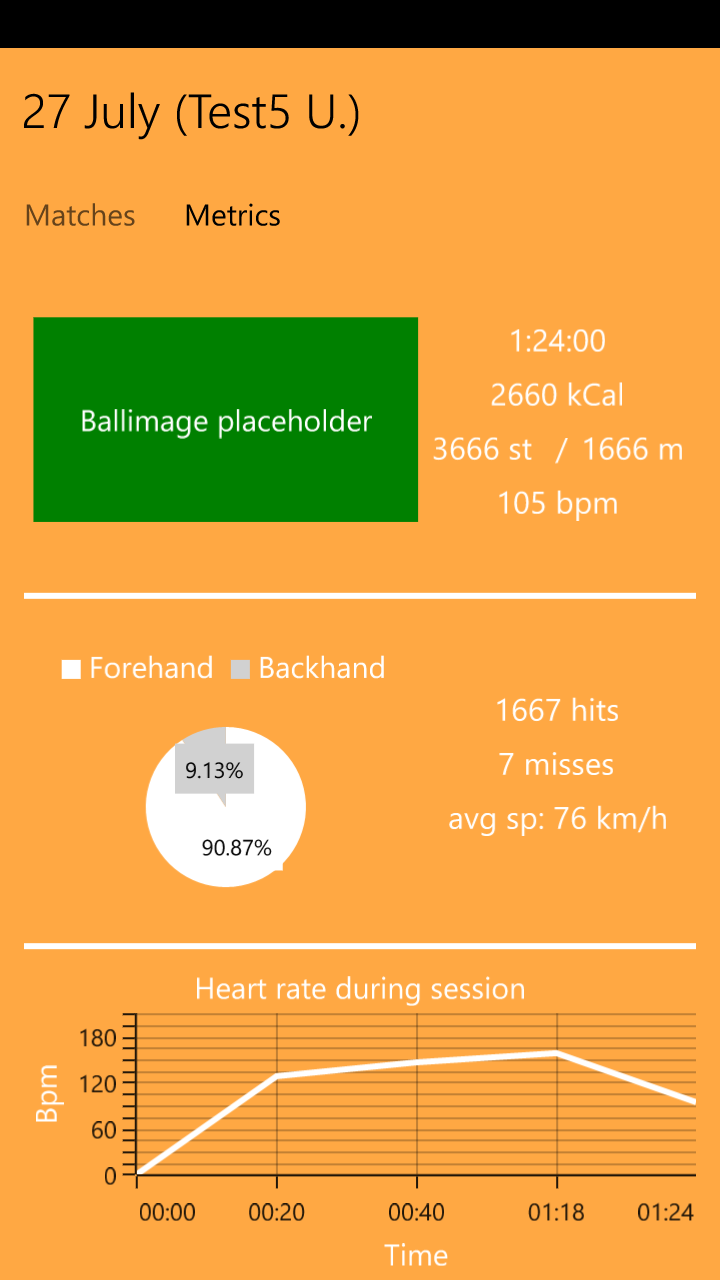 27 July (Test5 U.)
Matches Metrics
Ballimage placeholder
1:24:00
2660 kCal
3666 st / 1666 m
105 bpm
Forehand Backhand
9.13%
90.87%
1667 hits
7 misses
avg sp: 76 km/h
Heart rate during session
Bpm
180
120
60
0
00:00 00:20 00:40 01:18 01:24
Time